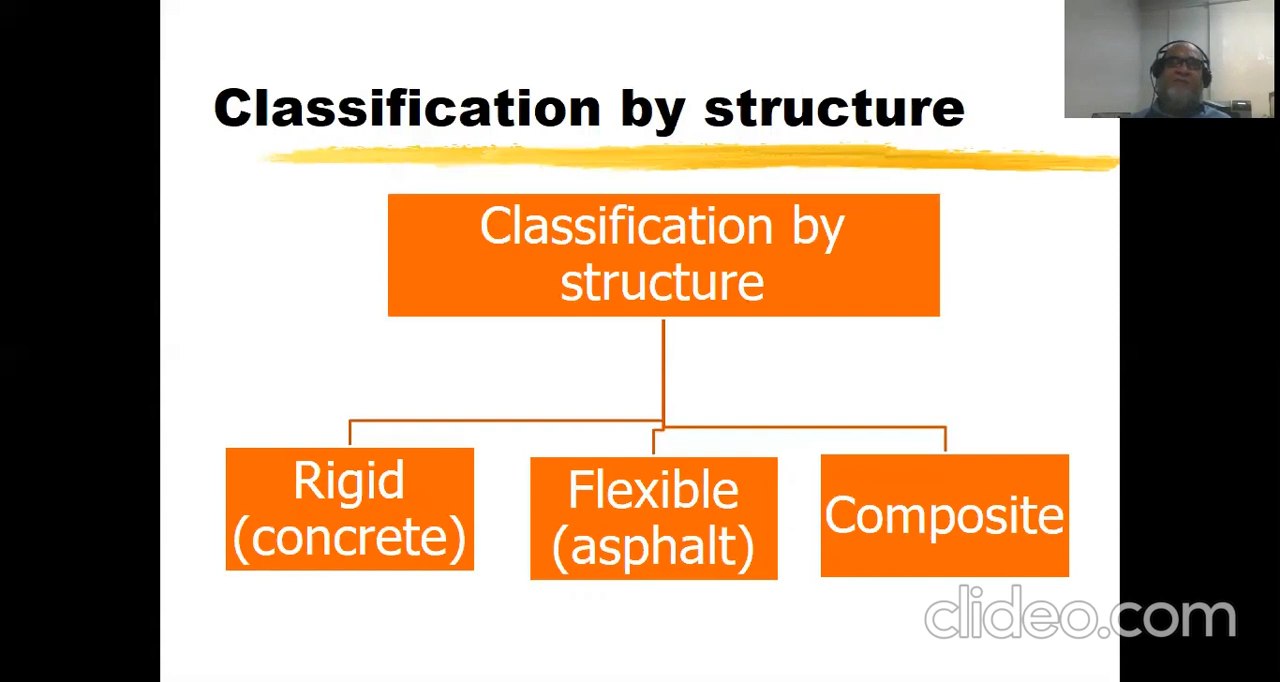 Classification by structure
Classification by
structure
Rigid
(concrete)
Flexible
(asphalt)
Composite
clideo.com